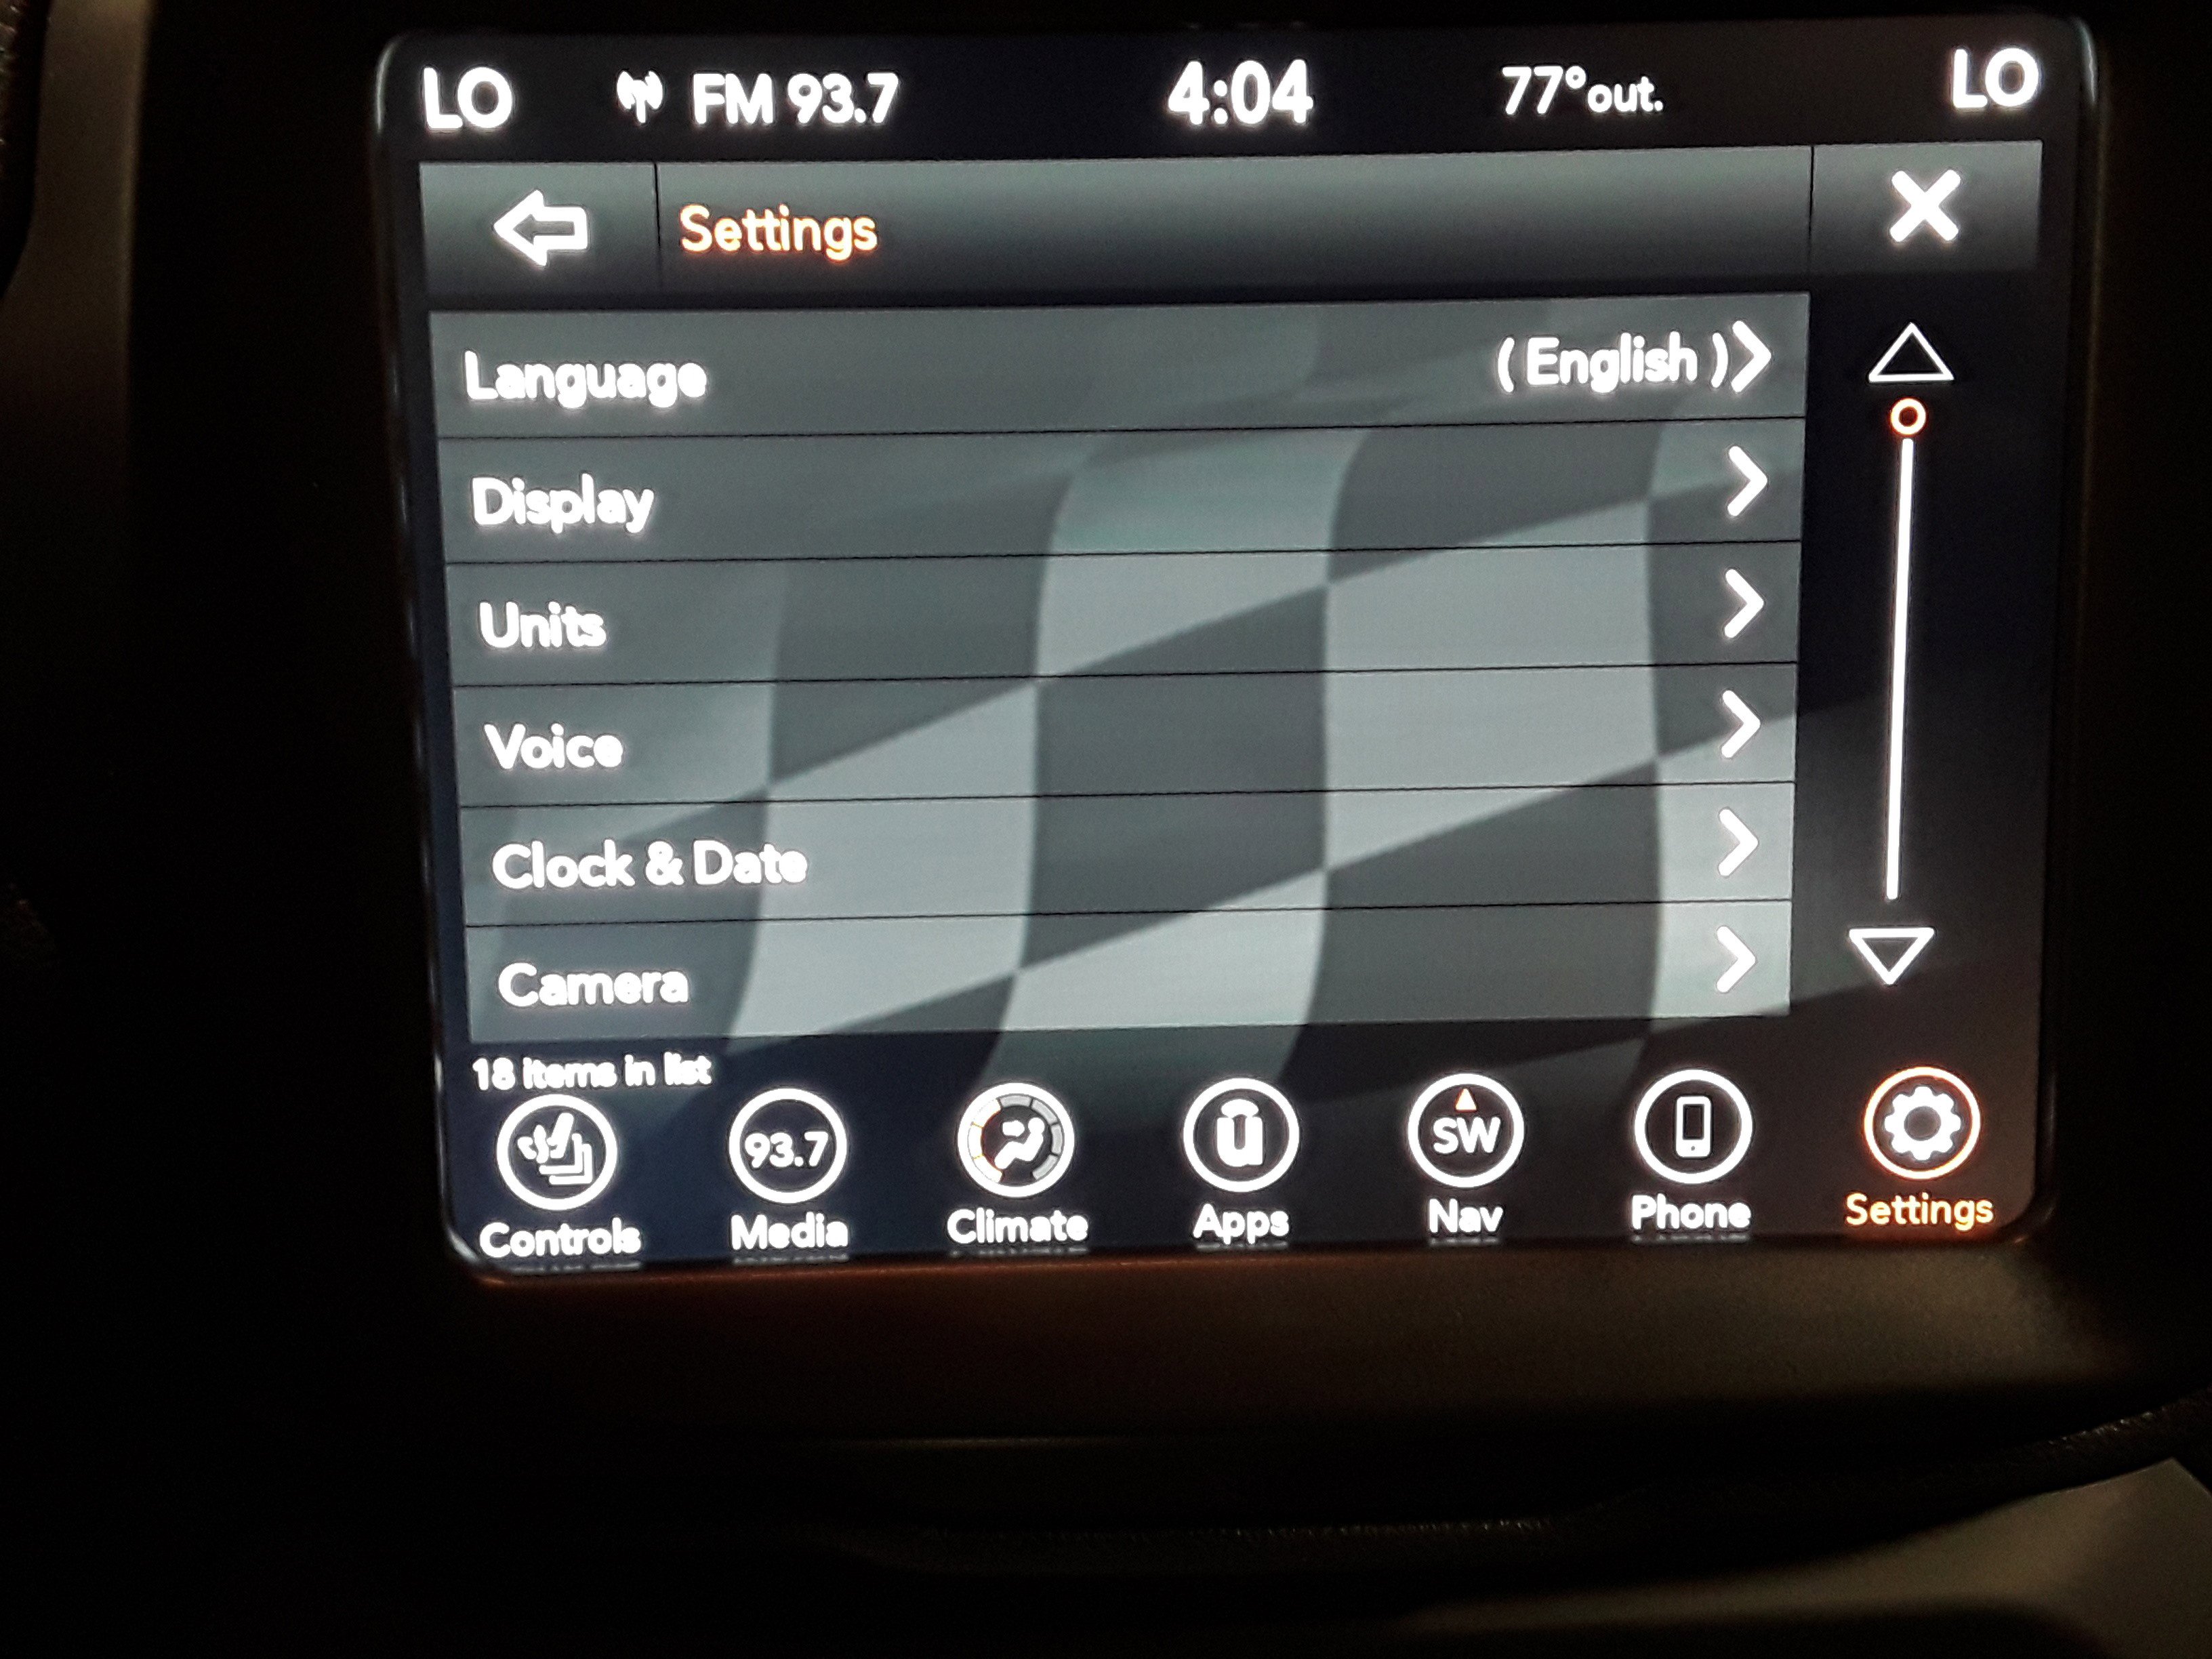 LO FM 93.7 4:04 77°out. LO
Settings
Language ( English )
Display
Units
Voice
Clock & Date
Camera
18 items in list
93.7 u SW
Controls Media Climate Apps Nav Phone Settings